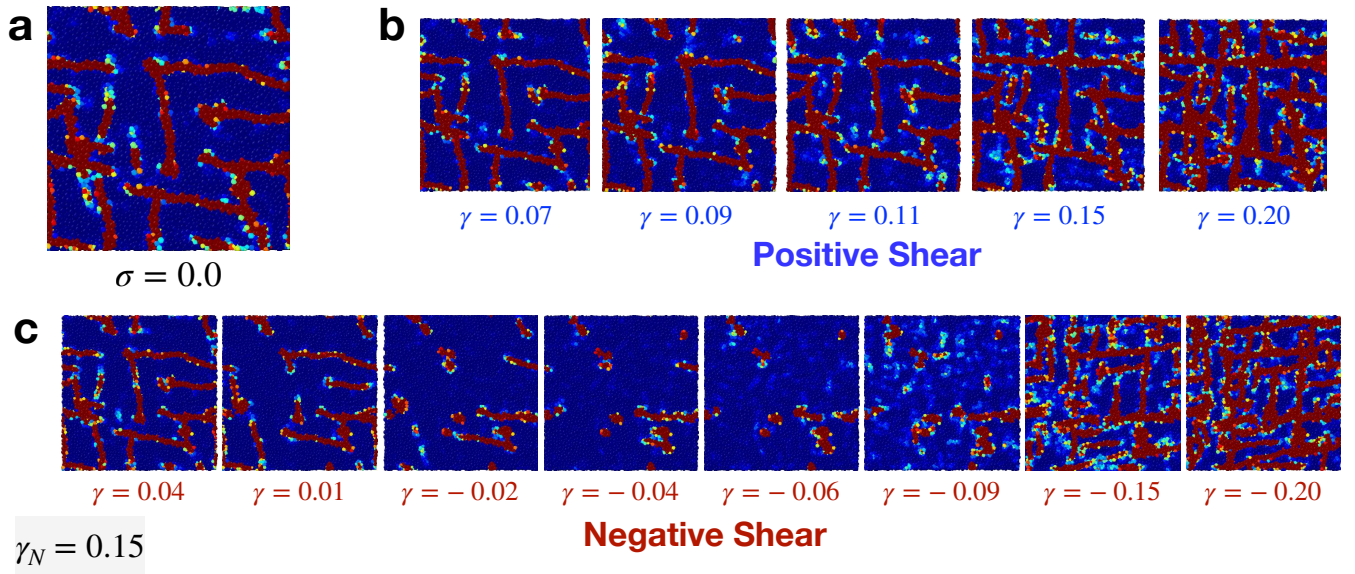 a
σ = 0.0
b
γ = 0.07 γ = 0.09 γ = 0.11 γ = 0.15 γ = 0.20
Positive Shear
c
γ = 0.04 γ = 0.01 γ = − 0.02 γ = − 0.04 γ = − 0.06 γ = − 0.09 γ = − 0.15 γ = − 0.20
Negative Shear
γN = 0.15